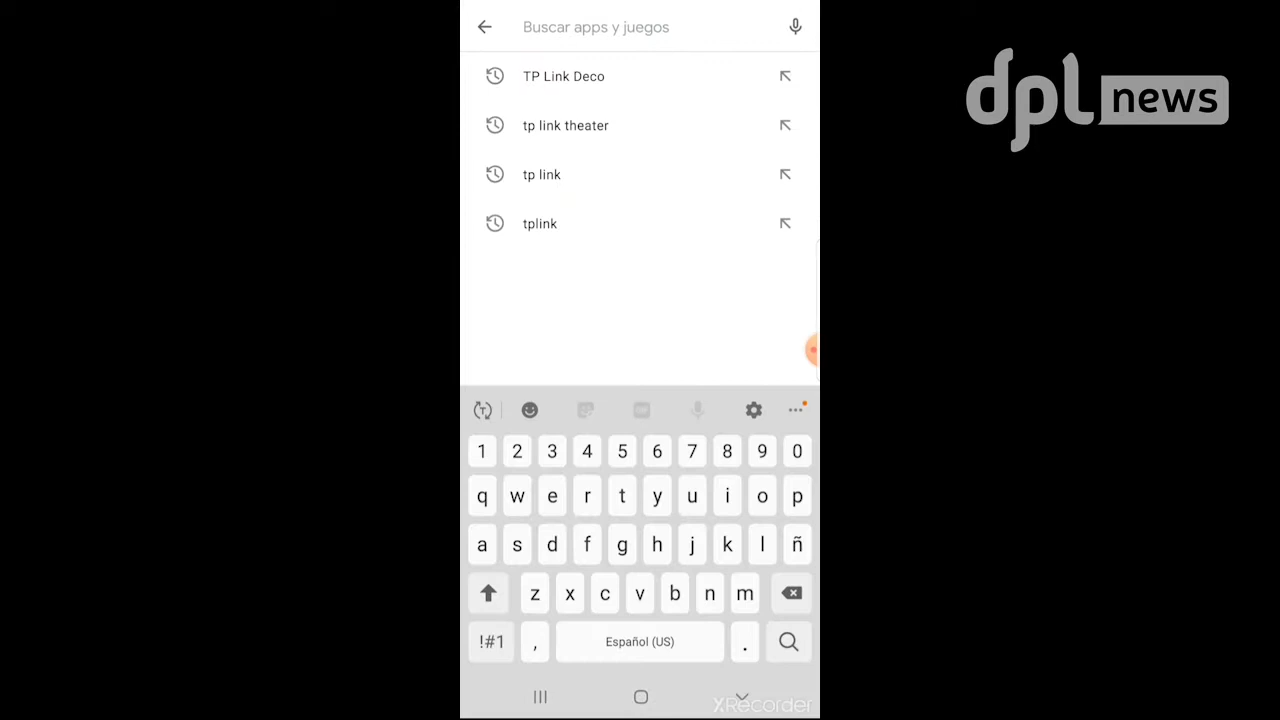 Buscar apps y juegos
TP Link Deco
tp link theater
tp link
tplink
dpl news
1 2 3 4 5 6 7 8 9 0
q w e r t y u i o p
a s d f g h j k l ñ
z x c v b n m
!#1 , Español (US) .
XRecorder